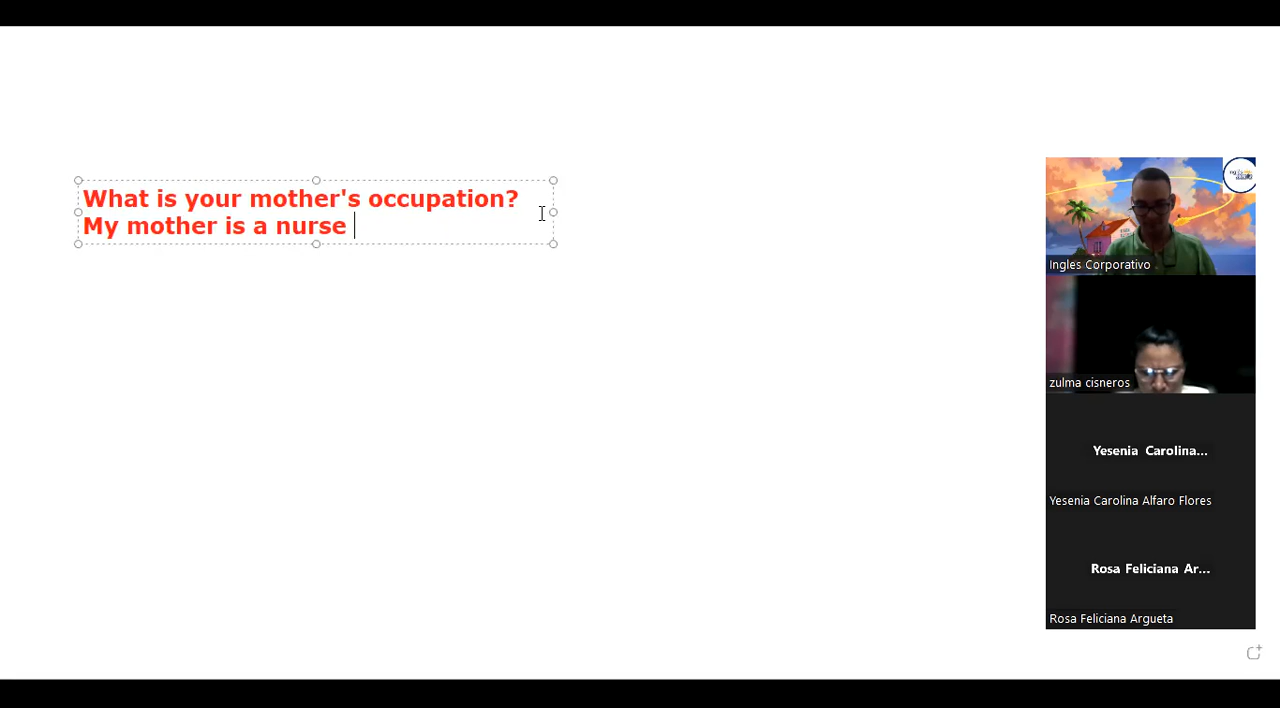 What is your mother's occupation?
My mother is a nurse
Ingles Corporativo
zulma cisneros
Yesenia Carolina...
Yesenia Carolina Alfaro Flores
Rosa Feliciana Ar...
Rosa Feliciana Argueta